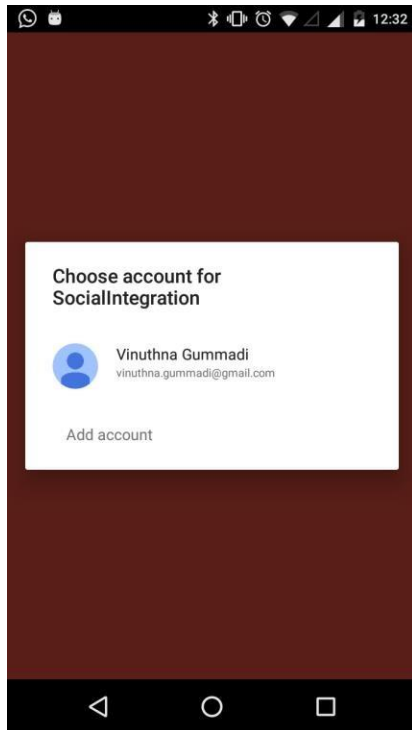 12:32
Choose account for
SocialIntegration
Vinuthna Gummadi
vinuthna.gummadi@gmail.com
Add account